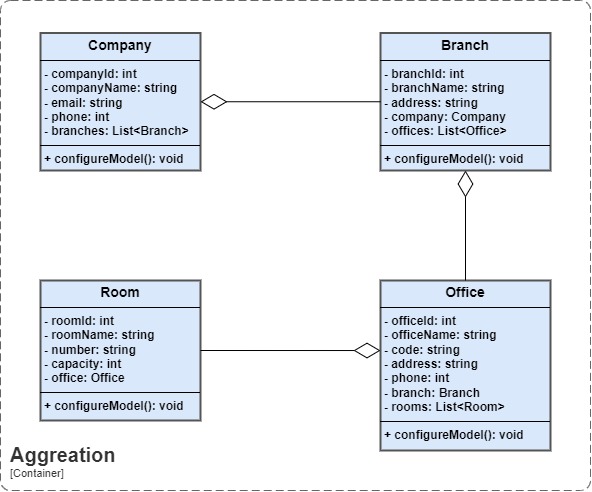 Company
- companyId: int
- companyName: string
- email: string
- phone: int
- branches: List<Branch>
+ configureModel(): void
Branch
- branchId: int
- branchName: string
- address: string
- company: Company
- offices: List<Office>
+ configureModel(): void
Room
- roomId: int
- roomName: string
- number: string
- capacity: int
- office: Office
+ configureModel(): void
Office
- officeId: int
- officeName: string
- code: string
- address: string
- phone: int
- branch: Branch
- rooms: List<Room>
+ configureModel(): void
Aggreation
[Container]